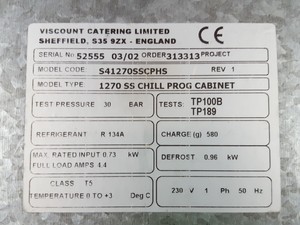 VISCOUNT CATERING LIMITED
SHEFFIELD, S35 9ZX - ENGLAND
SERIAL No 52555 03/02 ORDER 313313 PROJECT
MODEL CODE S41270SSCPHS REV 1
MODEL TYPE 1270 SS CHILL PROG CABINET
TEST PRESSURE 30 BAR TESTS: TP100B
TP189
REFRIGERANT R 134A CHARGE (g) 580
MAX. RATED INPUT 0.73 kW DEFROST 0.96 kW
FULL LOAD AMPS 4.4
CLASS T5 230 V 1 Ph 50 Hz
TEMPERATURE 0 TO +3 Deg C